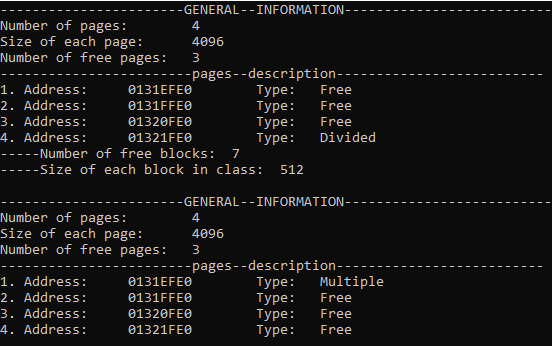 -----------------------GENERAL--INFORMATION--------------------------
Number of pages:        4
Size of each page:      4096
Number of free pages:   3
------------------------pages--description--------------------------
1. Address:     0131EFE0        Type:   Free
2. Address:     0131FFE0        Type:   Free
3. Address:     01320FE0        Type:   Free
4. Address:     01321FE0        Type:   Divided
-----Number of free blocks:  7
-----Size of each block in class:  512
-----------------------GENERAL--INFORMATION--------------------------
Number of pages:        4
Size of each page:      4096
Number of free pages:   3
------------------------pages--description--------------------------
1. Address:     0131EFE0        Type:   Multiple
2. Address:     0131FFE0        Type:   Free
3. Address:     01320FE0        Type:   Free
4. Address:     01321FE0        Type:   Free